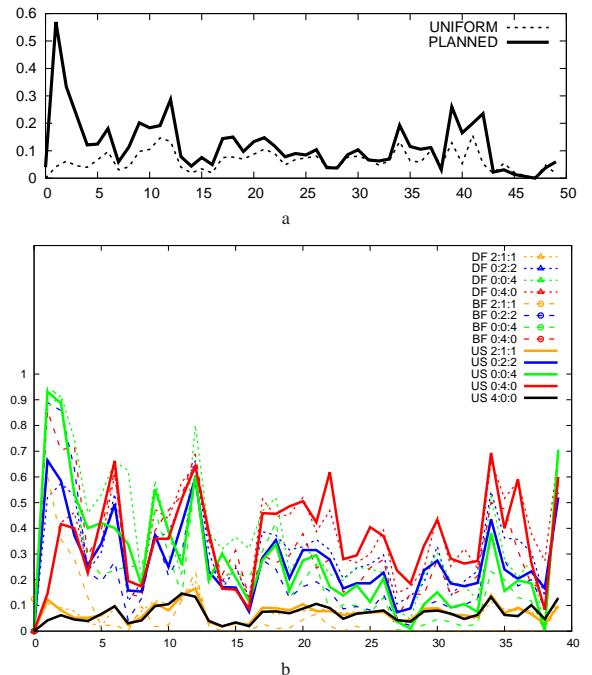 0.6
UNIFORM
0.5
PLANNED
0.4
0.3
0.2
0.1
0
0 5 10 15 20 25 30 35 40 45 50
a
DF 2:1:1
DF 0:2:2
DF 0:0:4
DF 0:4:0
BF 2:1:1
BF 0:2:2
BF 0:0:4
BF 0:4:0
US 2:1:1
US 0:2:2
US 0:0:4
US 0:4:0
US 4:0:0
1
0.9
0.8
0.7
0.6
0.5
0.4
0.3
0.2
0.1
0
0 5 10 15 20 25 30 35 40
b